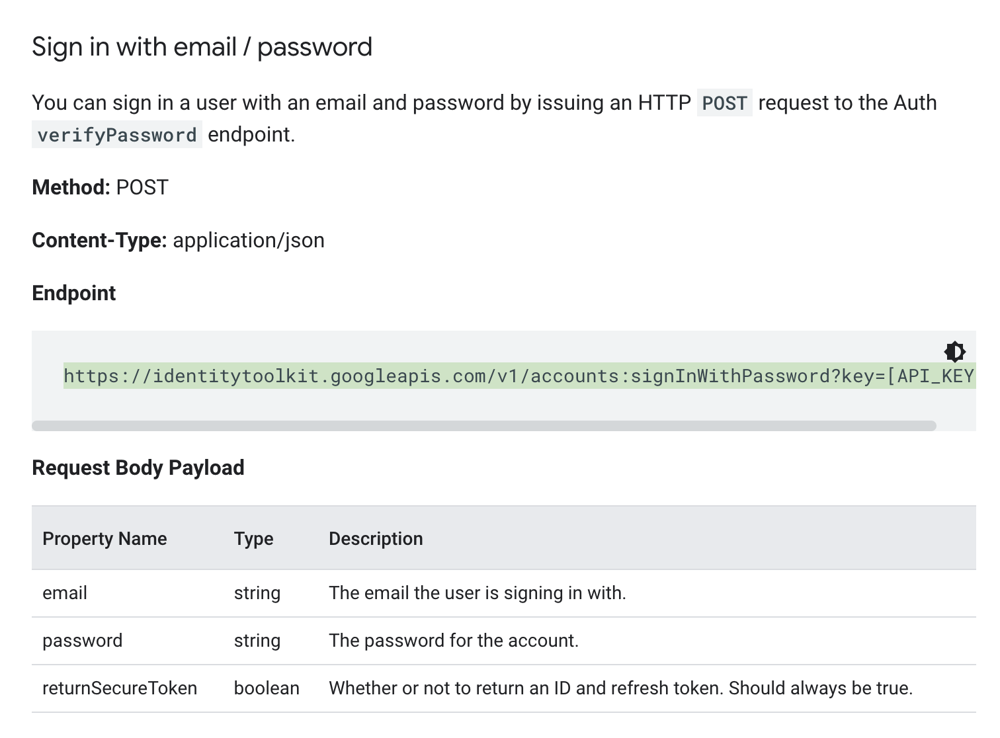 Sign in with email / password
You can sign in a user with an email and password by issuing an HTTP POST request to the Auth
verifyPassword endpoint.
Method: POST
Content-Type: application/json
Endpoint
https://identitytoolkit.googleapis.com/v1/accounts:signInWithPassword?key=[API_KEY
Request Body Payload
Property Name Type Description
email string The email the user is signing in with.
password string The password for the account.
returnSecureToken boolean Whether or not to return an ID and refresh token. Should always be true.